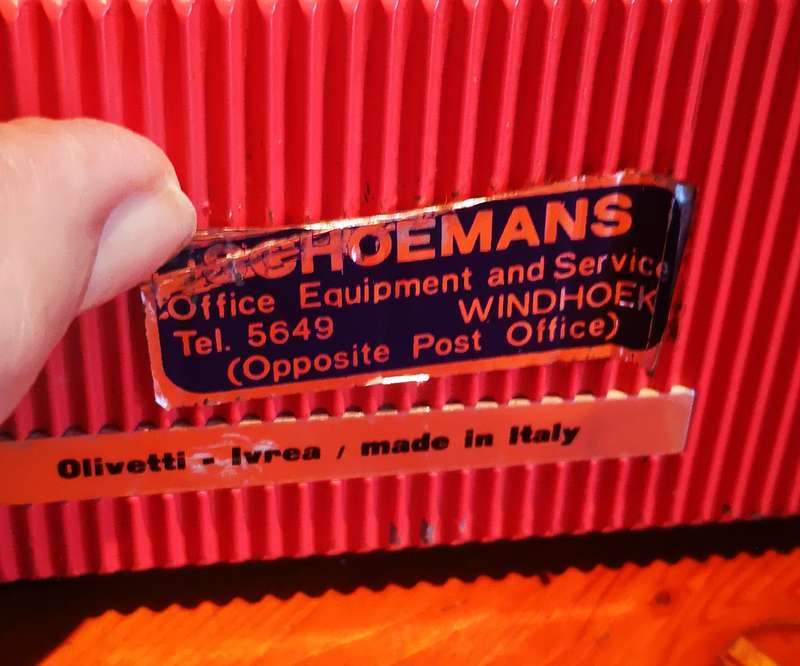 SCHOEMANS
Office Equipment and Service
Tel. 5649 WINDHOEK
(Opposite Post Office)
Olivetti - Ivrea / made in Italy